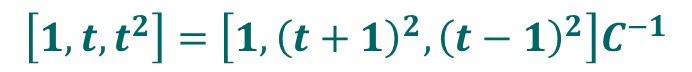 [1, t, t²] = [1, (t + 1)², (t − 1)²]C⁻¹